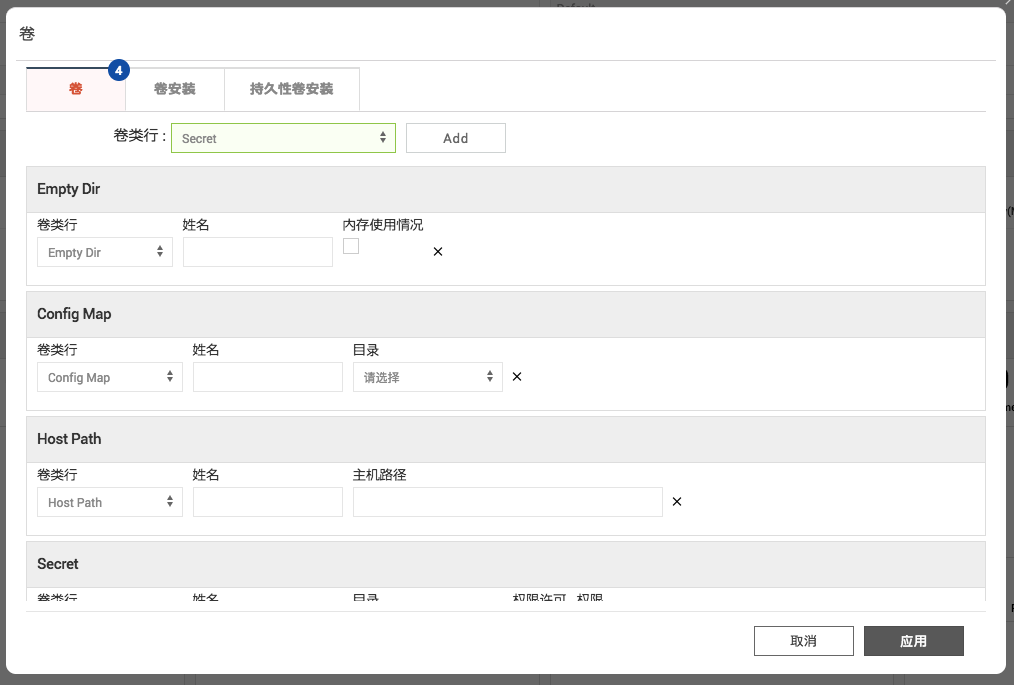 卷
卷 4 卷安装 持久性卷安装
卷类行 : Secret Add
Empty Dir
卷类行 姓名 内存使用情况
Empty Dir ×
Config Map
卷类行 姓名 目录
Config Map 请选择 ×
Host Path
卷类行 姓名 主机路径
Host Path ×
Secret
卷类行 姓名 目录 权限许可 权限
取消 应用